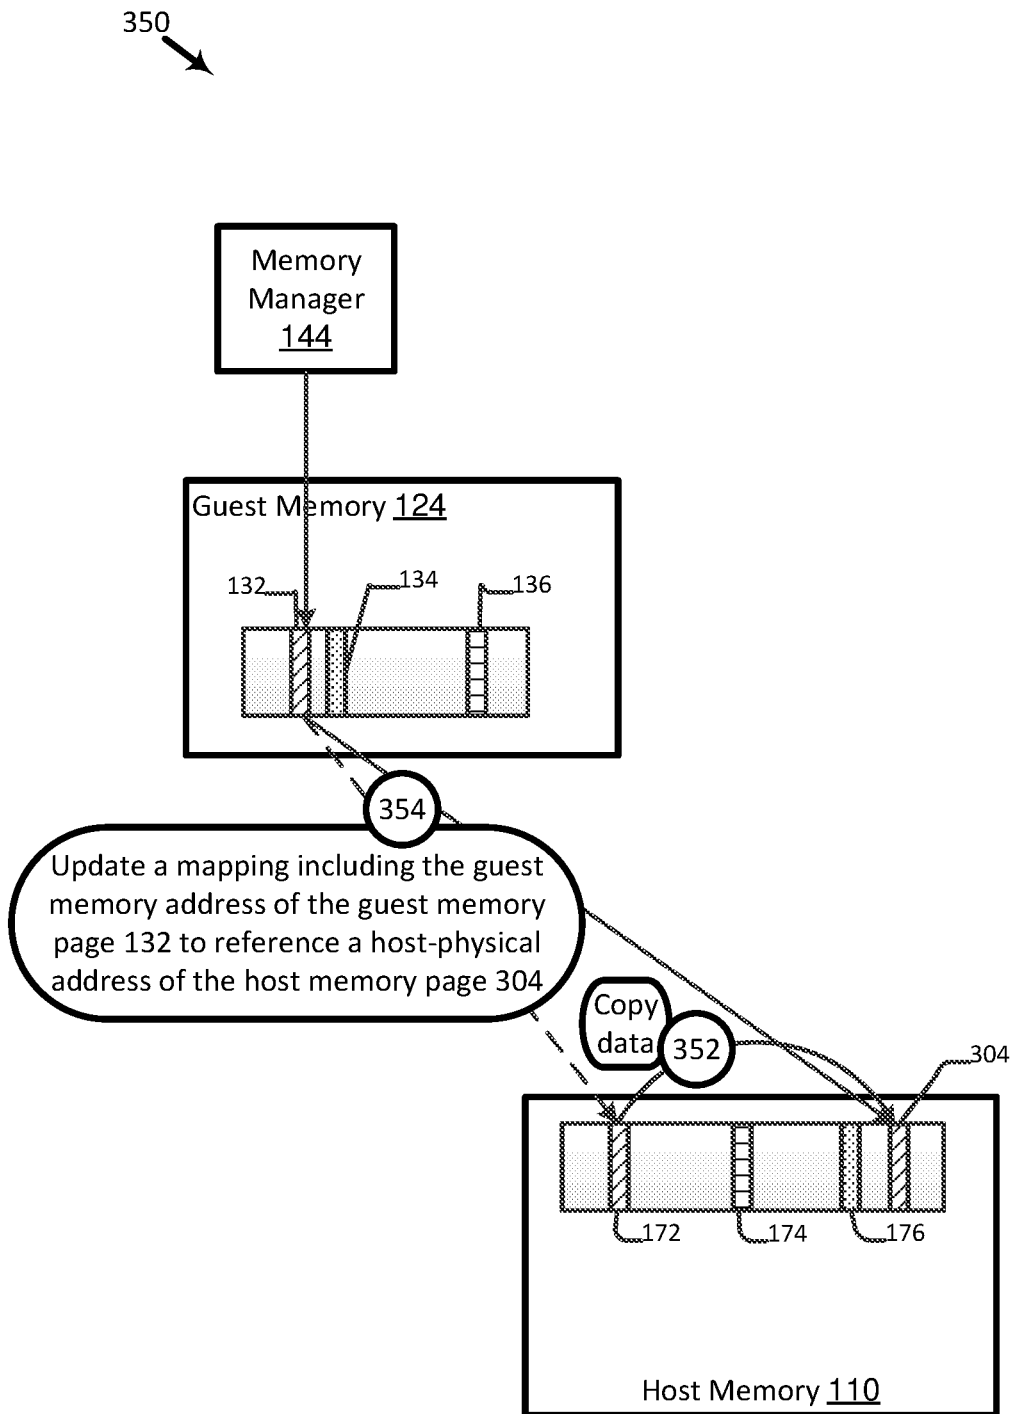 350
Memory
Manager
144
Guest Memory 124
132
134
136
354
Update a mapping including the guest
memory address of the guest memory
page 132 to reference a host-physical
address of the host memory page 304
Copy
data
352
304
172
174
176
Host Memory 110